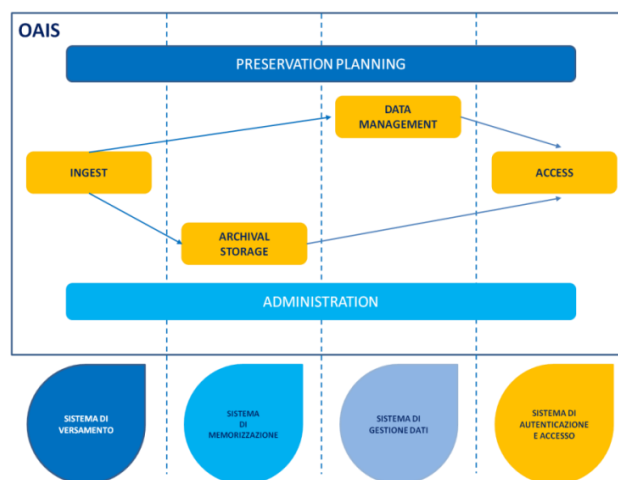 OAIS
PRESERVATION PLANNING
DATA
MANAGEMENT
INGEST
ACCESS
ARCHIVAL
STORAGE
ADMINISTRATION
SISTEMA DI
VERSAMENTO
SISTEMA
DI
MEMORIZZAZIONE
SISTEMA DI
GESTIONE DATI
SISTEMA DI
AUTENTICAZIONE
E ACCESSO